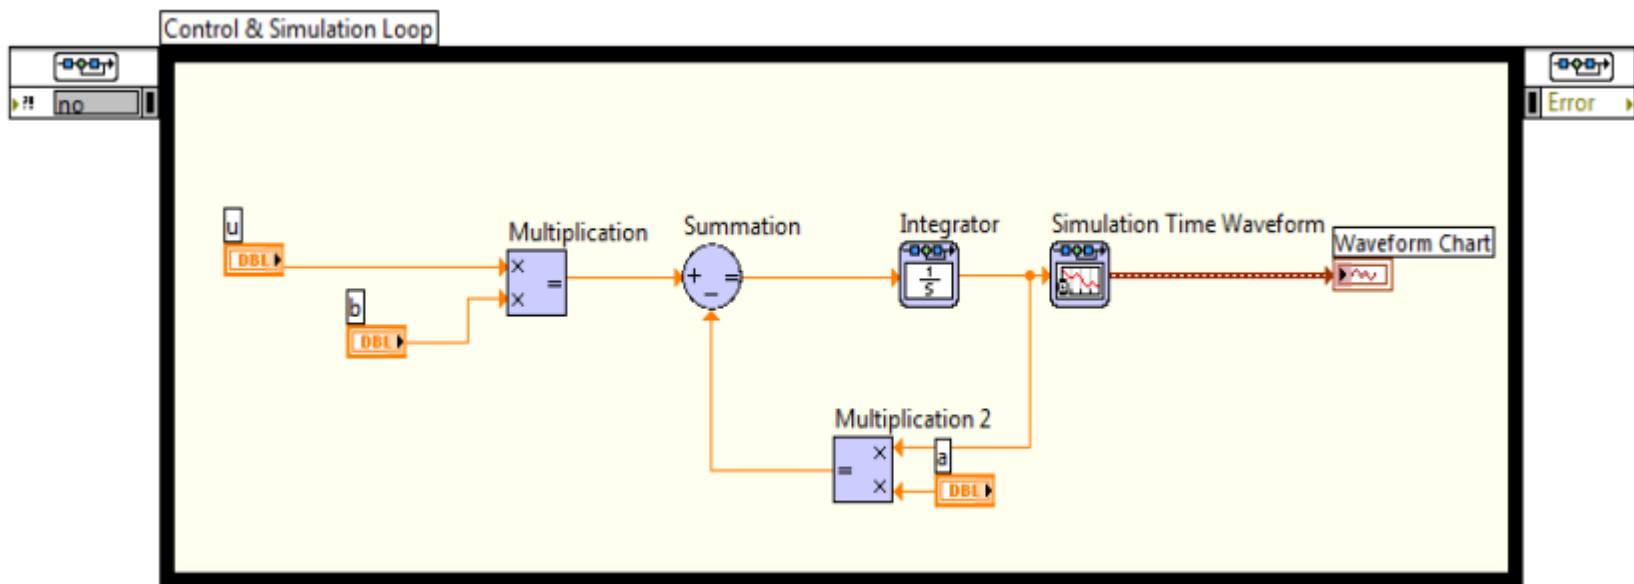 Control & Simulation Loop
?! no
Error
u
DBL
b
DBL
Multiplication
×
×
=
Summation
+
−
=
Integrator
1
S
Simulation Time Waveform
Waveform Chart
Multiplication 2
=
×
×
a
DBL